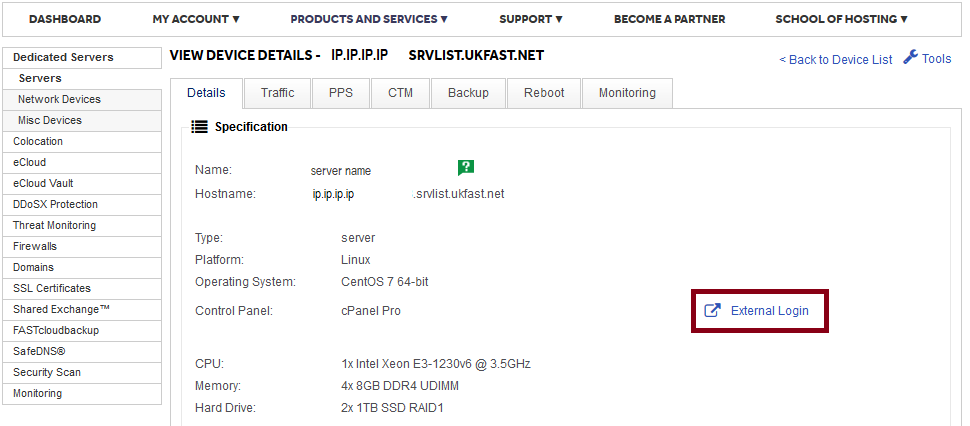 DASHBOARD MY ACCOUNT ▼ PRODUCTS AND SERVICES ▼ SUPPORT ▼ BECOME A PARTNER SCHOOL OF HOSTING ▼
Dedicated Servers
Servers
Network Devices
Misc Devices
Colocation
eCloud
eCloud Vault
DDoSX Protection
Threat Monitoring
Firewalls
Domains
SSL Certificates
Shared Exchange™
FASTcloudbackup
SafeDNS®
Security Scan
Monitoring
VIEW DEVICE DETAILS - IP.IP.IP.IP SRVLIST.UKFAST.NET
< Back to Device List Tools
Details Traffic PPS CTM Backup Reboot Monitoring
Specification
Name: server name ?
Hostname: ip.ip.ip.ip .srvlist.ukfast.net
Type: server
Platform: Linux
Operating System: CentOS 7 64-bit
Control Panel: cPanel Pro External Login
CPU: 1x Intel Xeon E3-1230v6 @ 3.5GHz
Memory: 4x 8GB DDR4 UDIMM
Hard Drive: 2x 1TB SSD RAID1